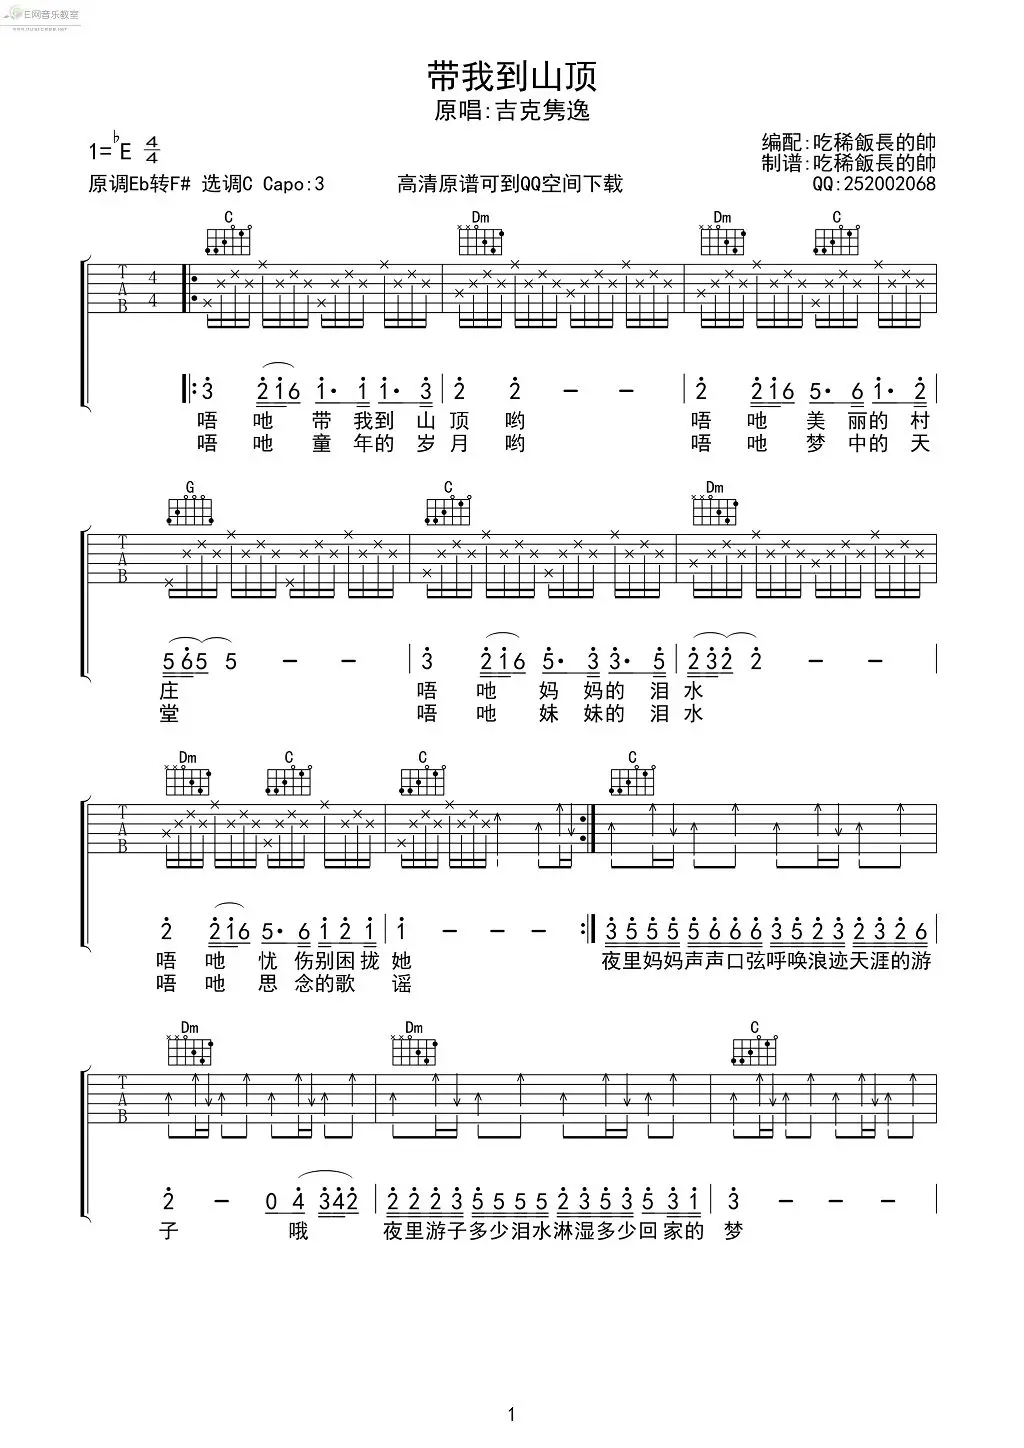 E网音乐教室
带我到山顶
原唱:吉克隽逸
1=♭E 4/4
编配:吃稀飯長的帥
制谱:吃稀飯長的帥
原调Eb转F# 选调C Capo:3 高清原谱可到QQ空间下载 QQ:252002068
C Dm Dm C
TAB 4/4
3 216 1· 1 1· 3 2 2 - - 2 216 5· 6 1· 2
唔 吔 带 我到 山 顶 哟 唔 吔 美 丽的 村
唔 吔 童 年的 岁 月 哟 唔 吔 梦 中的 天
G C Dm
TAB
565 5 - - 3 216 5· 3 3· 5 232 2 - -
庄 唔 吔 妈 妈的 泪 水
堂 唔 吔 妹 妹的 泪 水
Dm C C C
TAB
2 216 5· 6 1 2 1 1 - - - 3555 5666 3523 2326
唔 吔 忧 伤别困拢她 夜里妈妈声声口弦呼唤浪迹天涯的游
唔 吔 思 念的歌 谣
Dm Dm C
TAB
2 - 0 4 342 2223 5555 2353 5 31 3 - - -
子 哦 夜里游子多少泪水淋湿多少回家的 梦
1